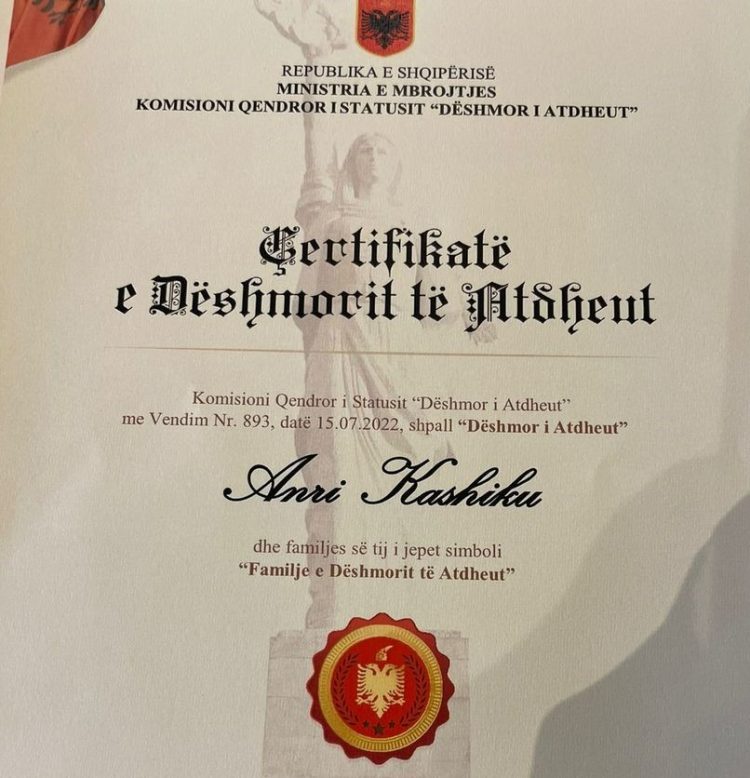 REPUBLIKA E SHQIPËRISË
MINISTRIA E MBROJTJES
KOMISIONI QENDROR I STATUSIT “DËSHMOR I ATDHEUT”
Çertifikatë
e Dëshmorit të Atdheut
Komisioni Qendror i Statusit “Dëshmor i Atdheut”
me Vendim Nr. 893, datë 15.07.2022, shpall “Dëshmor i Atdheut”
Anri Kashiku
dhe familjes së tij i jepet simboli
“Familje e Dëshmorit të Atdheut”